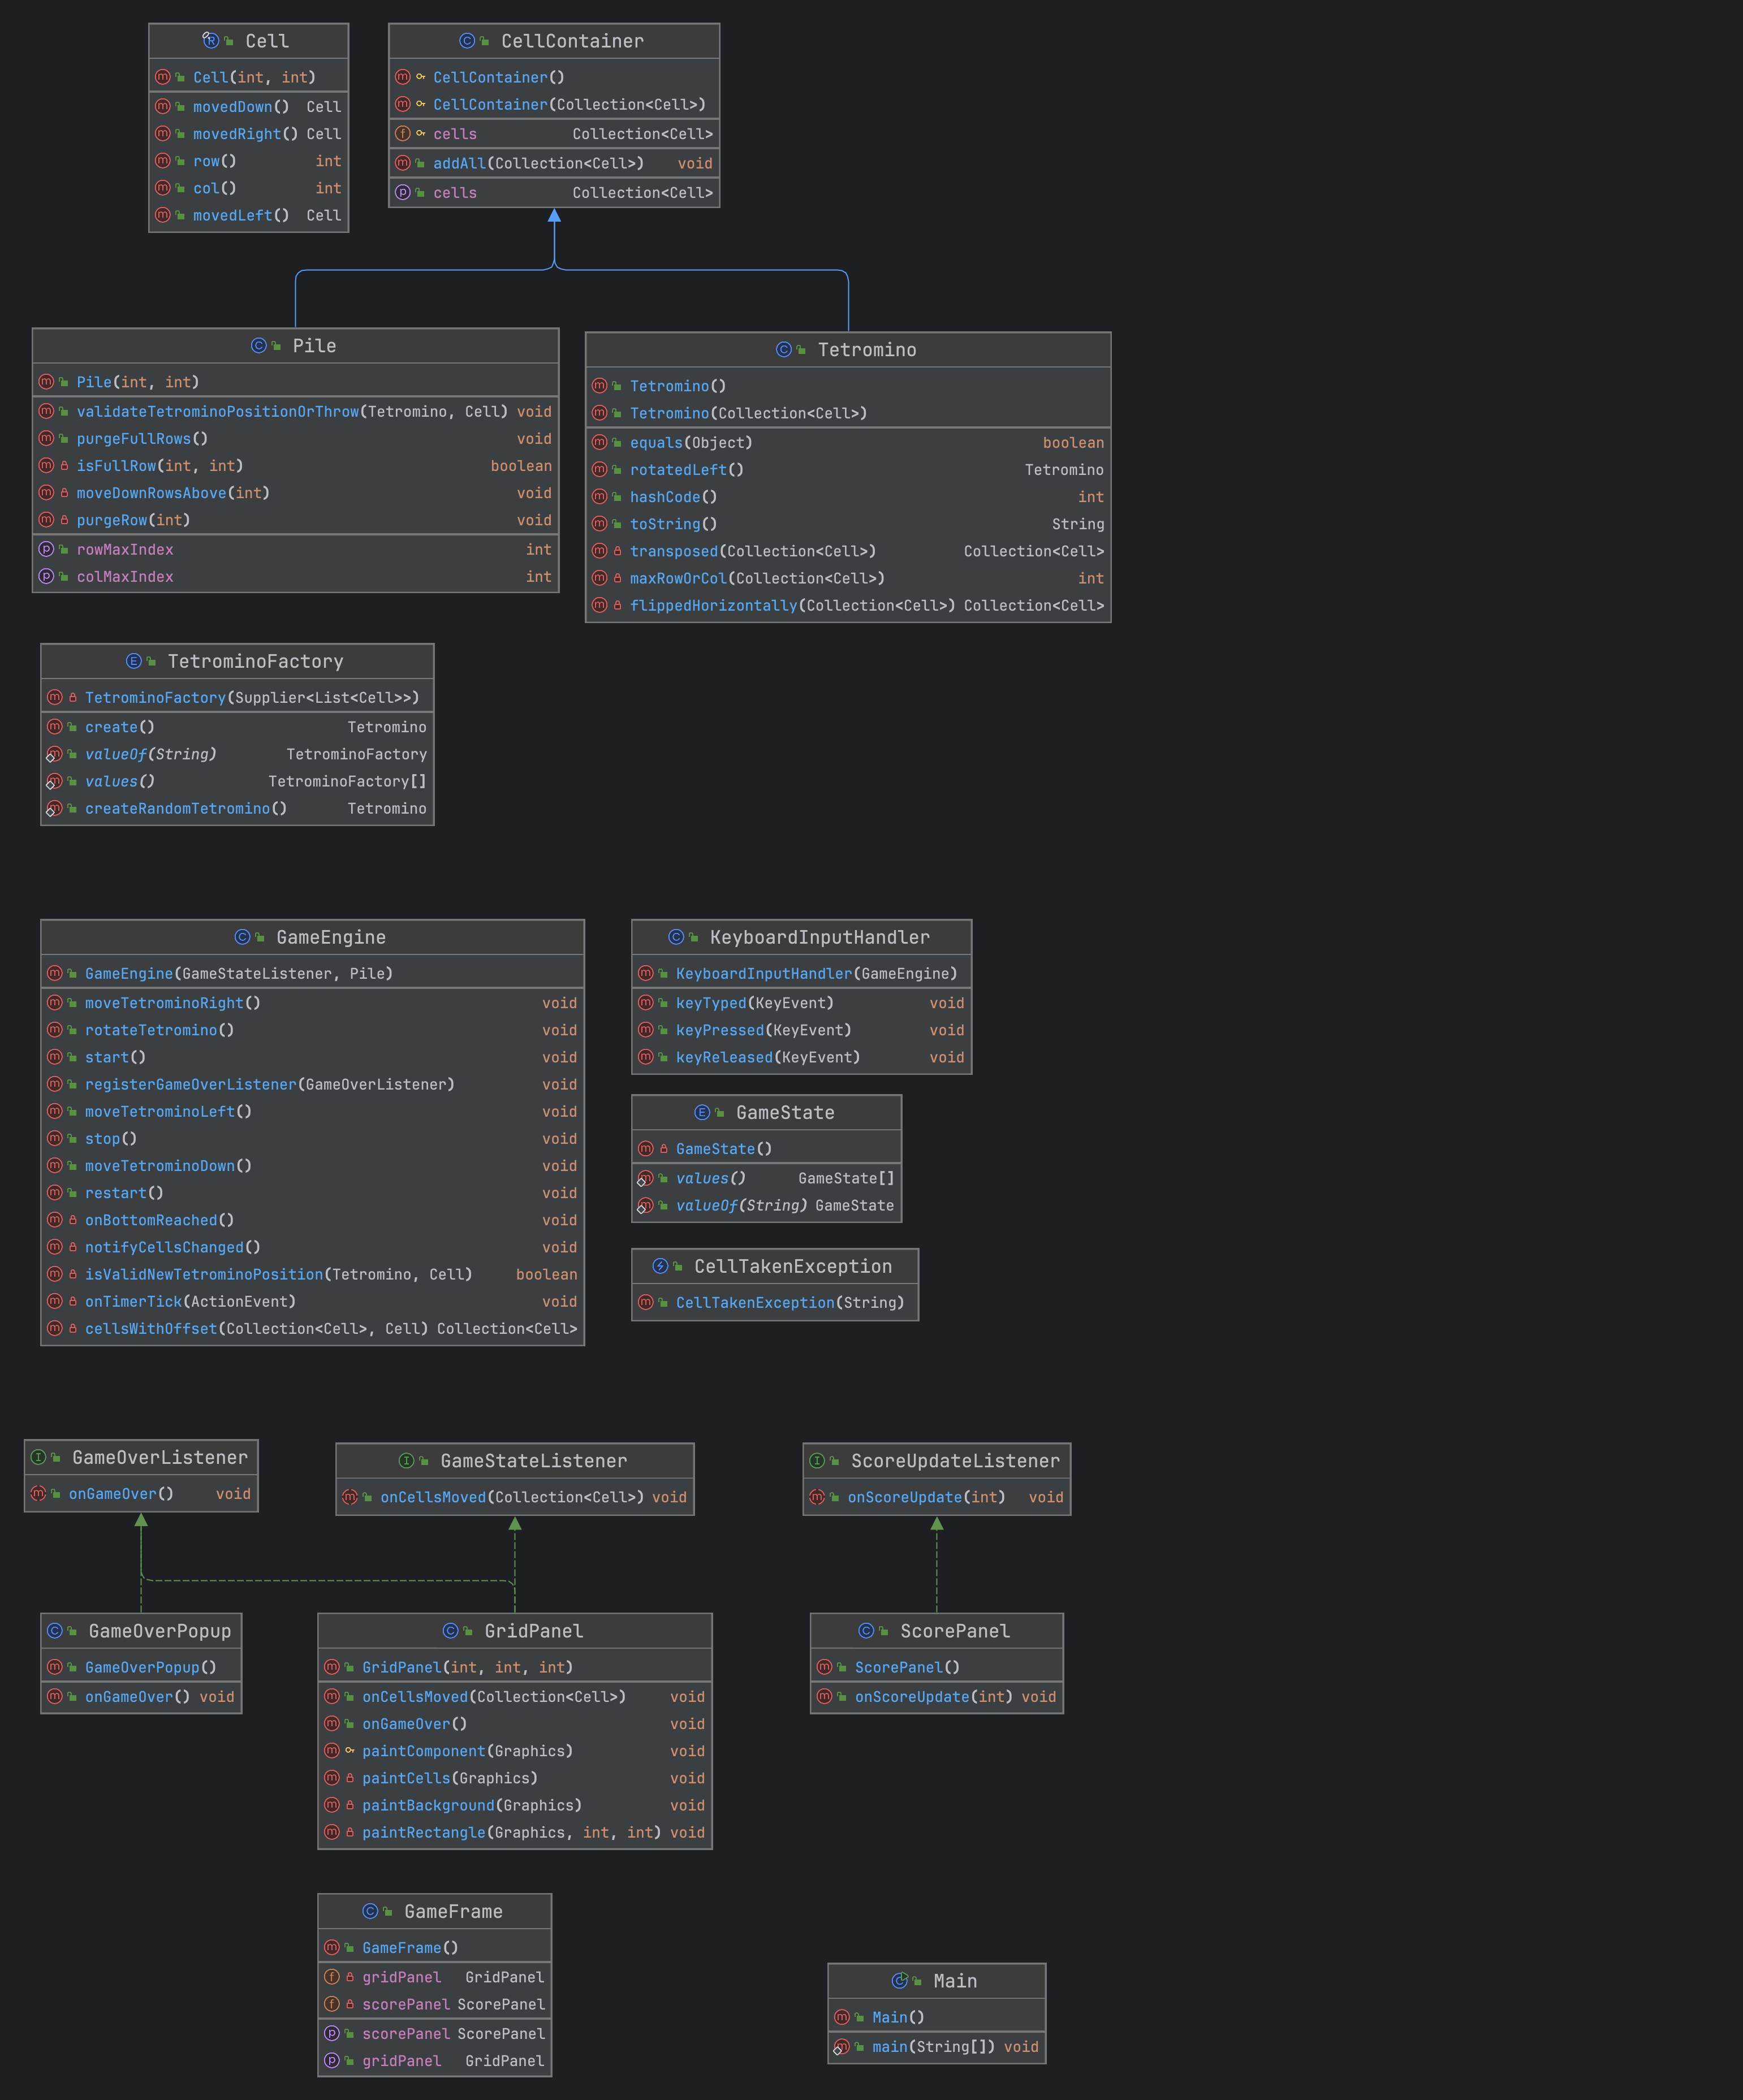 Cell
Cell(int, int)
movedDown() Cell
movedRight() Cell
row() int
col() int
movedLeft() Cell
CellContainer
CellContainer()
CellContainer(Collection<Cell>)
cells Collection<Cell>
addAll(Collection<Cell>) void
cells Collection<Cell>
Pile
Pile(int, int)
validateTetrominoPositionOrThrow(Tetromino, Cell) void
purgeFullRows() void
isFullRow(int, int) boolean
moveDownRowsAbove(int) void
purgeRow(int) void
rowMaxIndex int
colMaxIndex int
Tetromino
Tetromino()
Tetromino(Collection<Cell>)
equals(Object) boolean
rotatedLeft() Tetromino
hashCode() int
toString() String
transposed(Collection<Cell>) Collection<Cell>
maxRowOrCol(Collection<Cell>) int
flippedHorizontally(Collection<Cell>) Collection<Cell>
TetrominoFactory
TetrominoFactory(Supplier<List<Cell>>)
create() Tetromino
valueOf(String) TetrominoFactory
values() TetrominoFactory[]
createRandomTetromino() Tetromino
GameEngine
GameEngine(GameStateListener, Pile)
moveTetrominoRight() void
rotateTetromino() void
start() void
registerGameOverListener(GameOverListener) void
moveTetrominoLeft() void
stop() void
moveTetrominoDown() void
restart() void
onBottomReached() void
notifyCellsChanged() void
isValidNewTetrominoPosition(Tetromino, Cell) boolean
onTimerTick(ActionEvent) void
cellsWithOffset(Collection<Cell>, Cell) Collection<Cell>
KeyboardInputHandler
KeyboardInputHandler(GameEngine)
keyTyped(KeyEvent) void
keyPressed(KeyEvent) void
keyReleased(KeyEvent) void
GameState
GameState()
values() GameState[]
valueOf(String) GameState
CellTakenException
CellTakenException(String)
GameOverListener
onGameOver() void
GameStateListener
onCellsMoved(Collection<Cell>) void
ScoreUpdateListener
onScoreUpdate(int) void
GameOverPopup
GameOverPopup()
onGameOver() void
GridPanel
GridPanel(int, int, int)
onCellsMoved(Collection<Cell>) void
onGameOver() void
paintComponent(Graphics) void
paintCells(Graphics) void
paintBackground(Graphics) void
paintRectangle(Graphics, int, int) void
ScorePanel
ScorePanel()
onScoreUpdate(int) void
GameFrame
GameFrame()
gridPanel GridPanel
scorePanel ScorePanel
scorePanel ScorePanel
gridPanel GridPanel
Main
Main()
main(String[]) void